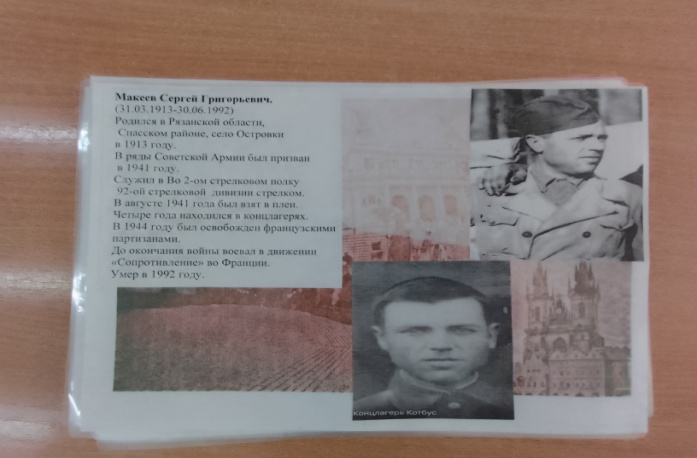 Макеев Сергей Григорьевич,
(31.03.1913-30.06.1992)
Родился в Рязанской области,
Спасском районе, село Островки
в 1913 году.
В ряды Советской Армии был призван
в 1941 году.
Служил в Во 2-ом стрелковом полку
92-ой стрелковой дивизии стрелком.
В августе 1941 года был взят в плен.
Четыре года находился в концлагерях.
В 1944 году был освобожден французскими
партизанами.
До окончания войны воевал в движении
«Сопротивление» во Франции.
Умер в 1992 году.
Концлагерь Котбус